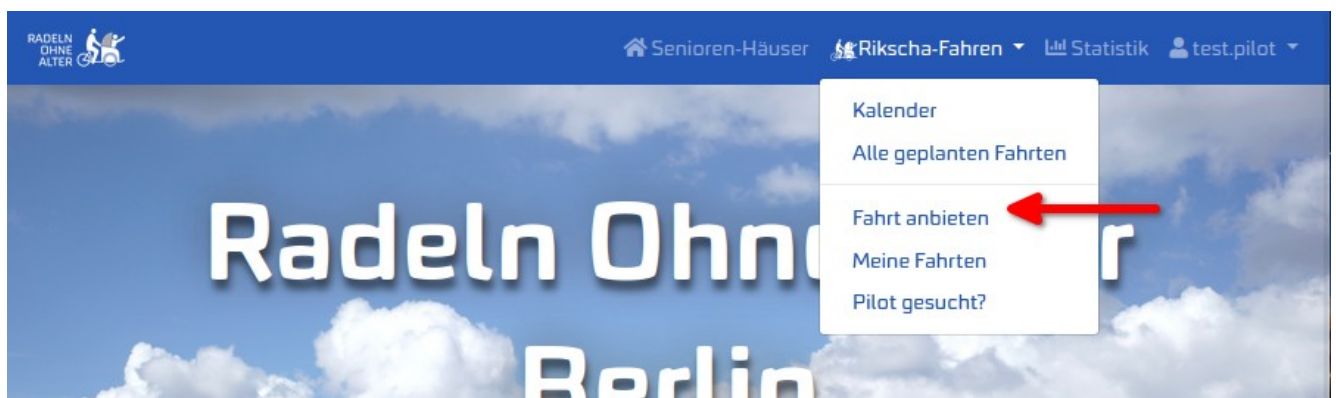 RADELN
OHNE
ALTER
Senioren-Häuser Rikscha-Fahren Statistik test.pilot
Kalender
Alle geplanten Fahrten
Fahrt anbieten
Meine Fahrten
Pilot gesucht?
Radeln Ohn r
Berlin